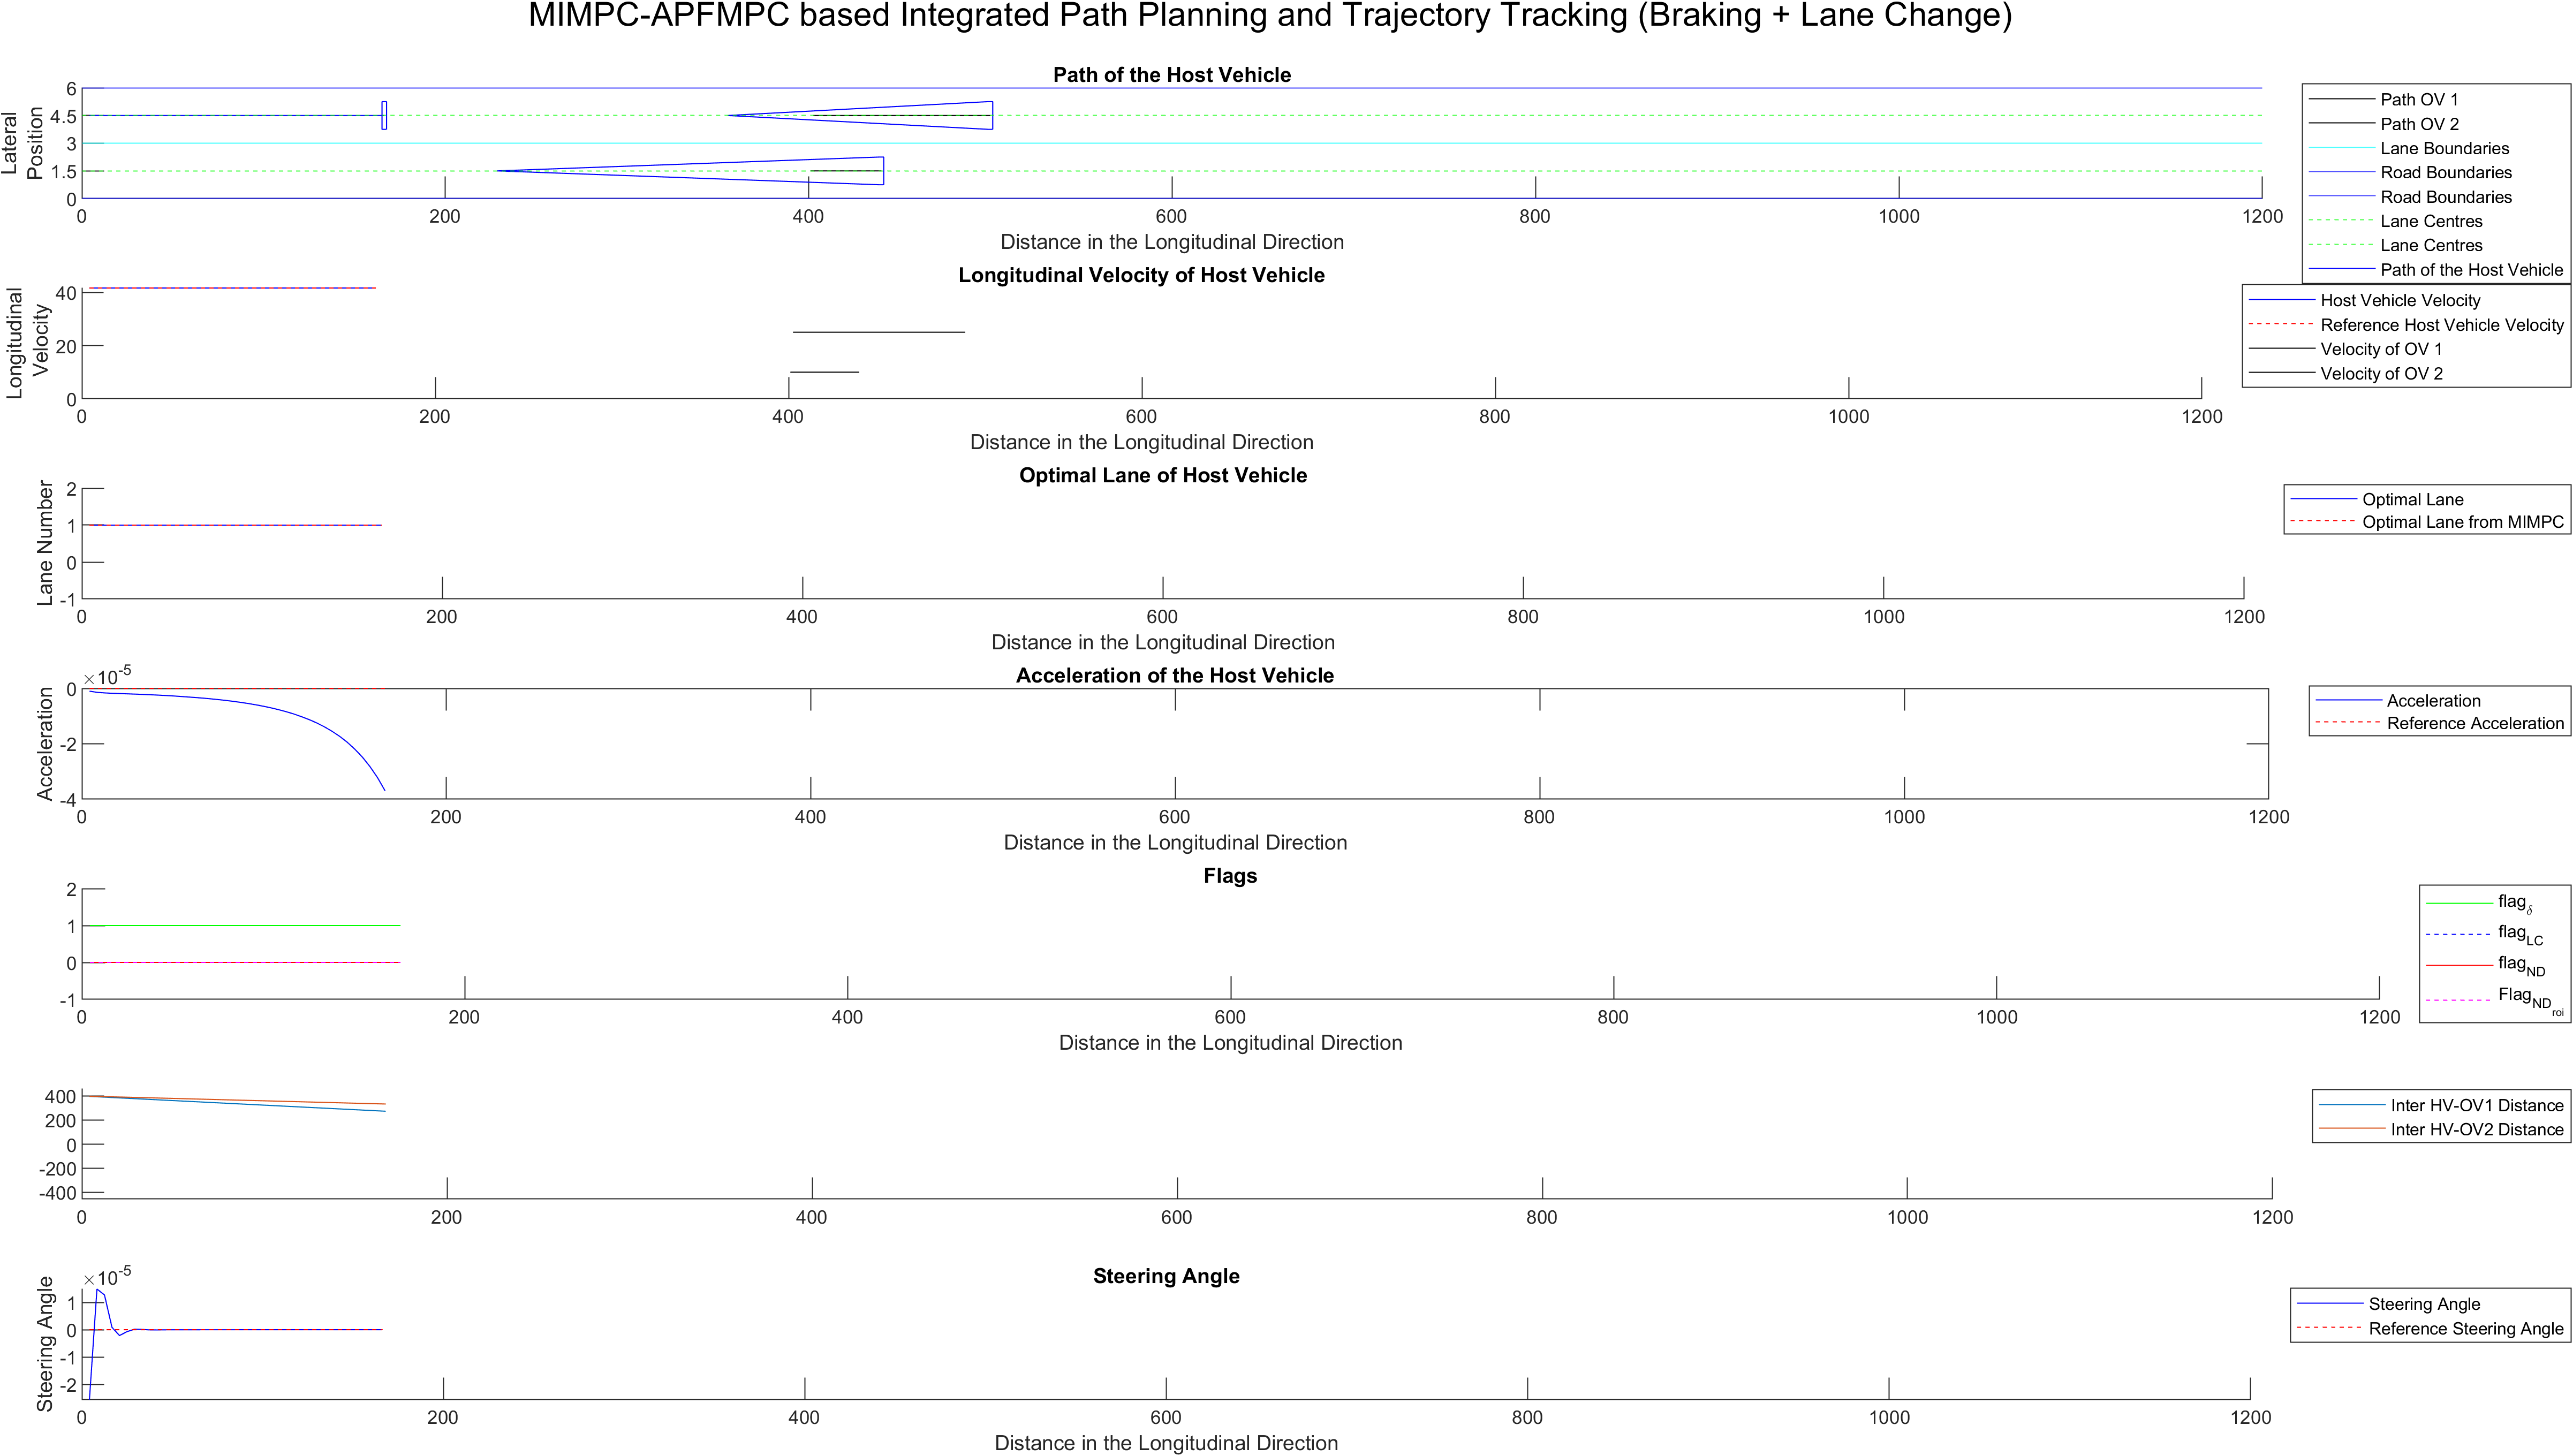 MIMPC-APFMPC based Integrated Path Planning and Trajectory Tracking (Braking + Lane Change)
Path of the Host Vehicle
Lateral
Position
6
4.5
3
1.5
0
0 200 400 600 800 1000 1200
Distance in the Longitudinal Direction
Path OV 1
Path OV 2
Lane Boundaries
Road Boundaries
Road Boundaries
Lane Centres
Lane Centres
Path of the Host Vehicle
Longitudinal Velocity of Host Vehicle
Longitudinal
Velocity
40
20
0
0 200 400 600 800 1000 1200
Distance in the Longitudinal Direction
Host Vehicle Velocity
Reference Host Vehicle Velocity
Velocity of OV 1
Velocity of OV 2
Optimal Lane of Host Vehicle
Lane Number
2
1
0
-1
0 200 400 600 800 1000 1200
Distance in the Longitudinal Direction
Optimal Lane
Optimal Lane from MIMPC
Acceleration of the Host Vehicle
×10-5
Acceleration
0
-2
-4
0 200 400 600 800 1000 1200
Distance in the Longitudinal Direction
Acceleration
Reference Acceleration
Flags
2
1
0
-1
0 200 400 600 800 1000 1200
Distance in the Longitudinal Direction
flagδ
flagLC
flagND
FlagNDroi
400
200
0
-200
-400
0 200 400 600 800 1000 1200
Inter HV-OV1 Distance
Inter HV-OV2 Distance
Steering Angle
×10-5
Steering Angle
1
0
-1
-2
0 200 400 600 800 1000 1200
Distance in the Longitudinal Direction
Steering Angle
Reference Steering Angle